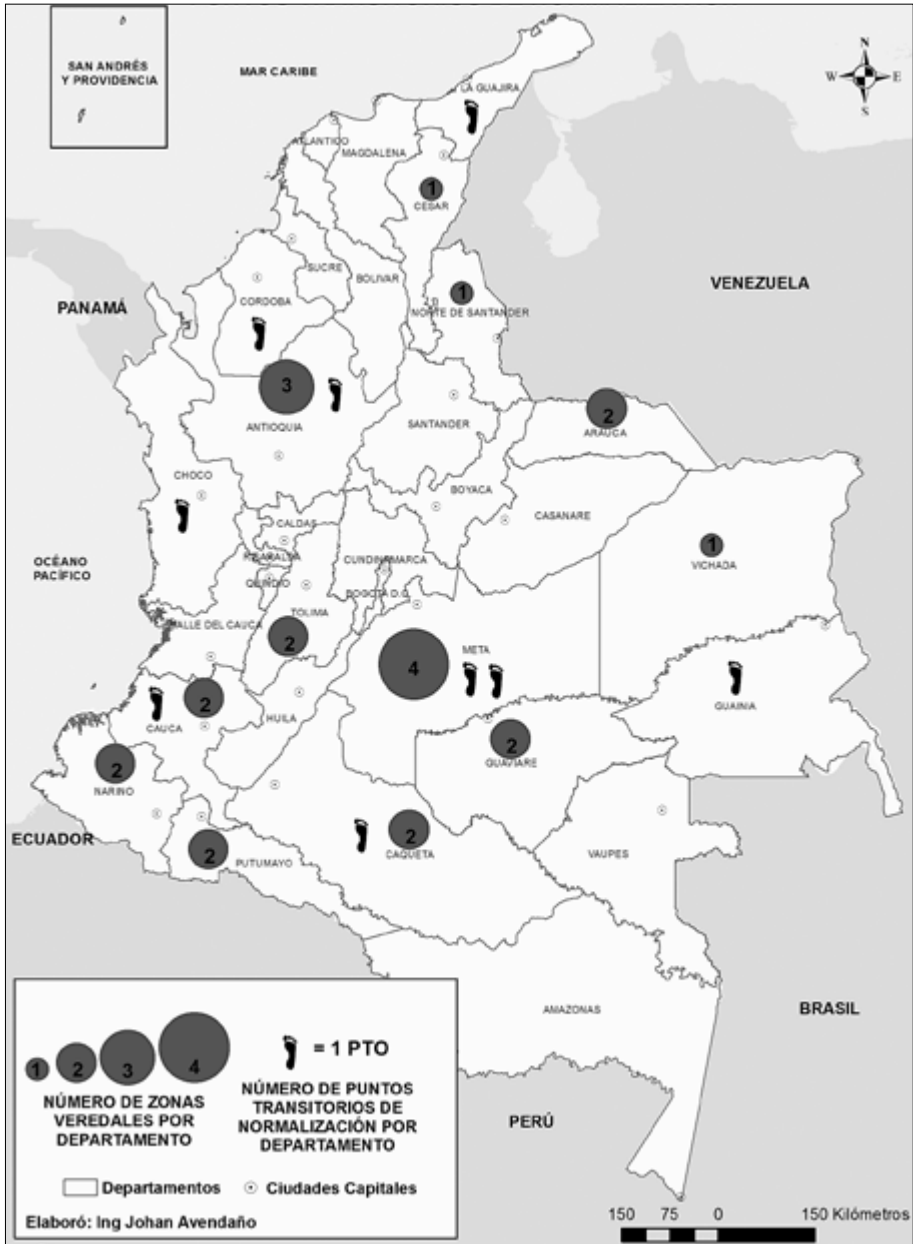 SAN ANDRÉS
Y PROVIDENCIA
MAR CARIBE
N
W E
S
LA GUAJIRA
ATLANTICO
MAGDALENA
1
CESAR
SUCRE
BOLIVAR
CORDOBA
PANAMÁ
VENEZUELA
1
NORTE DE SANTANDER
3
ANTIOQUIA
SANTANDER
2
ARAUCA
CHOCO
BOYACA
CASANARE
CALDAS
RISARALDA
CUNDINAMARCA
1
VICHADA
OCÉANO
PACÍFICO
QUINDIO
BOGOTA D.C.
TOLIMA
2
VALLE DEL CAUCA
4
META
2
CAUCA
HUILA
GUAINIA
2
GUAVIARE
2
NARINO
2
CAQUETA
ECUADOR
2
PUTUMAYO
VAUPES
AMAZONAS
BRASIL
PERÚ
1 2 3 4
NÚMERO DE ZONAS
VEREDALES POR
DEPARTAMENTO
= 1 PTO
NÚMERO DE PUNTOS
TRANSITORIOS DE
NORMALIZACIÓN POR
DEPARTAMENTO
Departamentos
Ciudades Capitales
Elaboró: Ing Johan Avendaño
150 75 0 150 Kilómetros